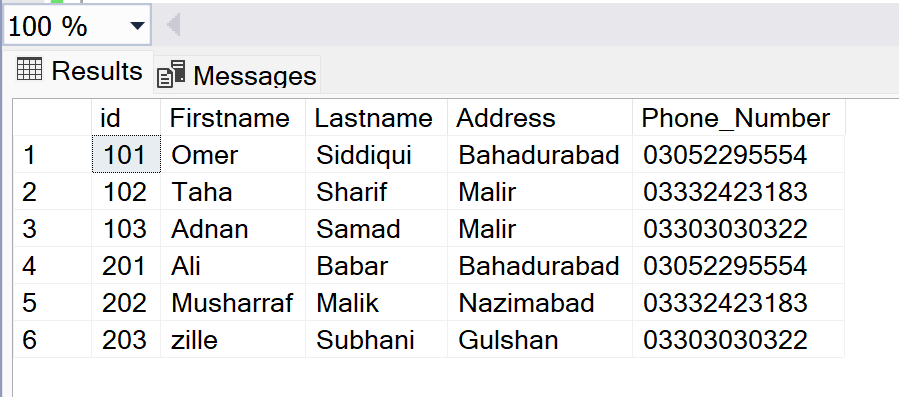 100 %
Results Messages
id Firstname Lastname Address Phone_Number
1 101 Omer Siddiqui Bahadurabad 03052295554
2 102 Taha Sharif Malir 03332423183
3 103 Adnan Samad Malir 03303030322
4 201 Ali Babar Bahadurabad 03052295554
5 202 Musharraf Malik Nazimabad 03332423183
6 203 zille Subhani Gulshan 03303030322